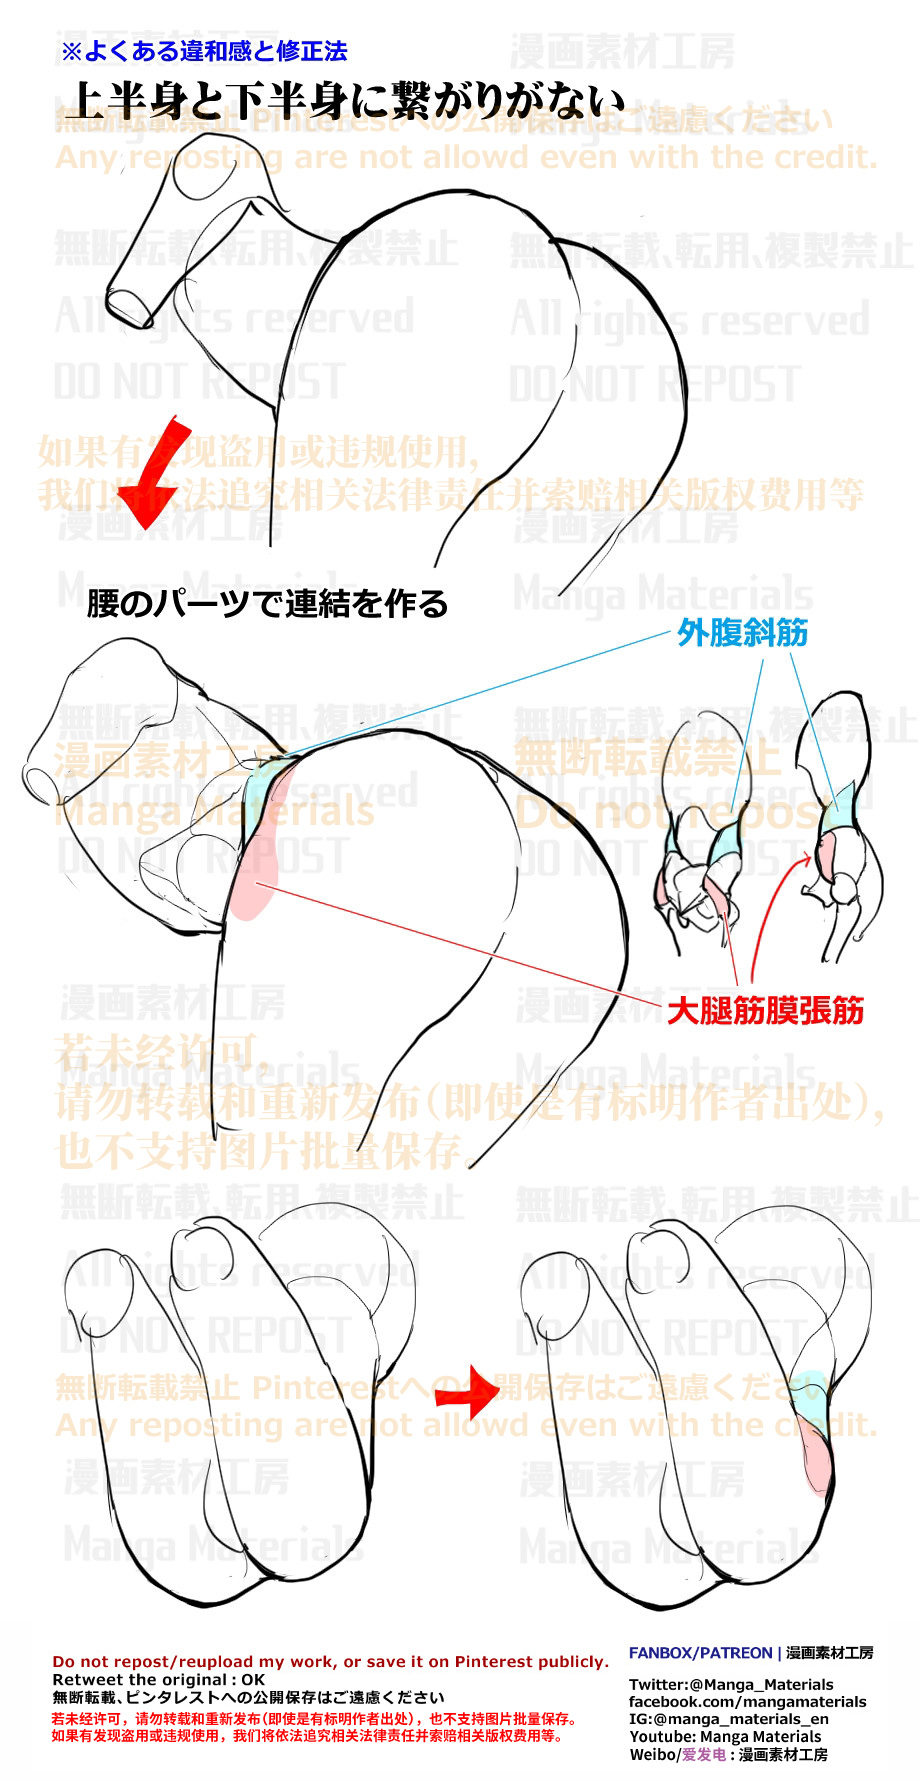 ※よくある違和感と修正法
漫画素材工房
上半身と下半身に繋がりがない
Manga Materials
無断転載禁止 Pinterestへの公開保存はご遠慮ください
Any reposting are not allowd even with the credit.
無断転載、転用、複製禁止 無断転載、転用、複製禁止
All rights reserved All rights reserved
DO NOT REPOST DO NOT REPOST
如果有发现盗用或违规使用,
我们将依法追究相关法律责任并索赔相关版权费用等
漫画素材工房 漫画素材工房
Manga Materials Manga Materials
腰のパーツで連結を作る
外腹斜筋
無断転載、転用、複製禁止 無断転載、転用、複製禁止
漫画素材工房 無断転載禁止
All rights reserved
Manga Materials Do not repost
DO NOT REPOST DO NOT REPOST
大腿筋膜張筋
漫画素材工房 漫画素材工房
若未经许可,
Manga Materials Manga Materials
请勿转载和重新发布(即使是有标明作者出处),
也不支持图片批量保存。
無断転載、転用、複製禁止 無断転載、転用、複製禁止
All rights reserved All rights reserved
DO NOT REPOST DO NOT REPOST
無断転載禁止 Pinterestへの公開保存はご遠慮ください
Any reposting are not allowd even with the credit.
漫画素材工房 漫画素材工房
Manga Materials Manga Materials
Do not repost/reupload my work, or save it on Pinterest publicly.
Retweet the original : OK
無断転載、ピンタレストへの公開保存はご遠慮ください
若未经许可，请勿转载和重新发布(即使是有标明作者出处)，也不支持图片批量保存。
如果有发现盗用或违规使用，我们将依法追究相关法律责任并索赔相关版权费用等。
FANBOX/PATREON | 漫画素材工房
Twitter:@Manga_Materials
facebook.com/mangamaterials
IG:@manga_materials_en
Youtube: Manga Materials
Weibo/爱发电 : 漫画素材工房